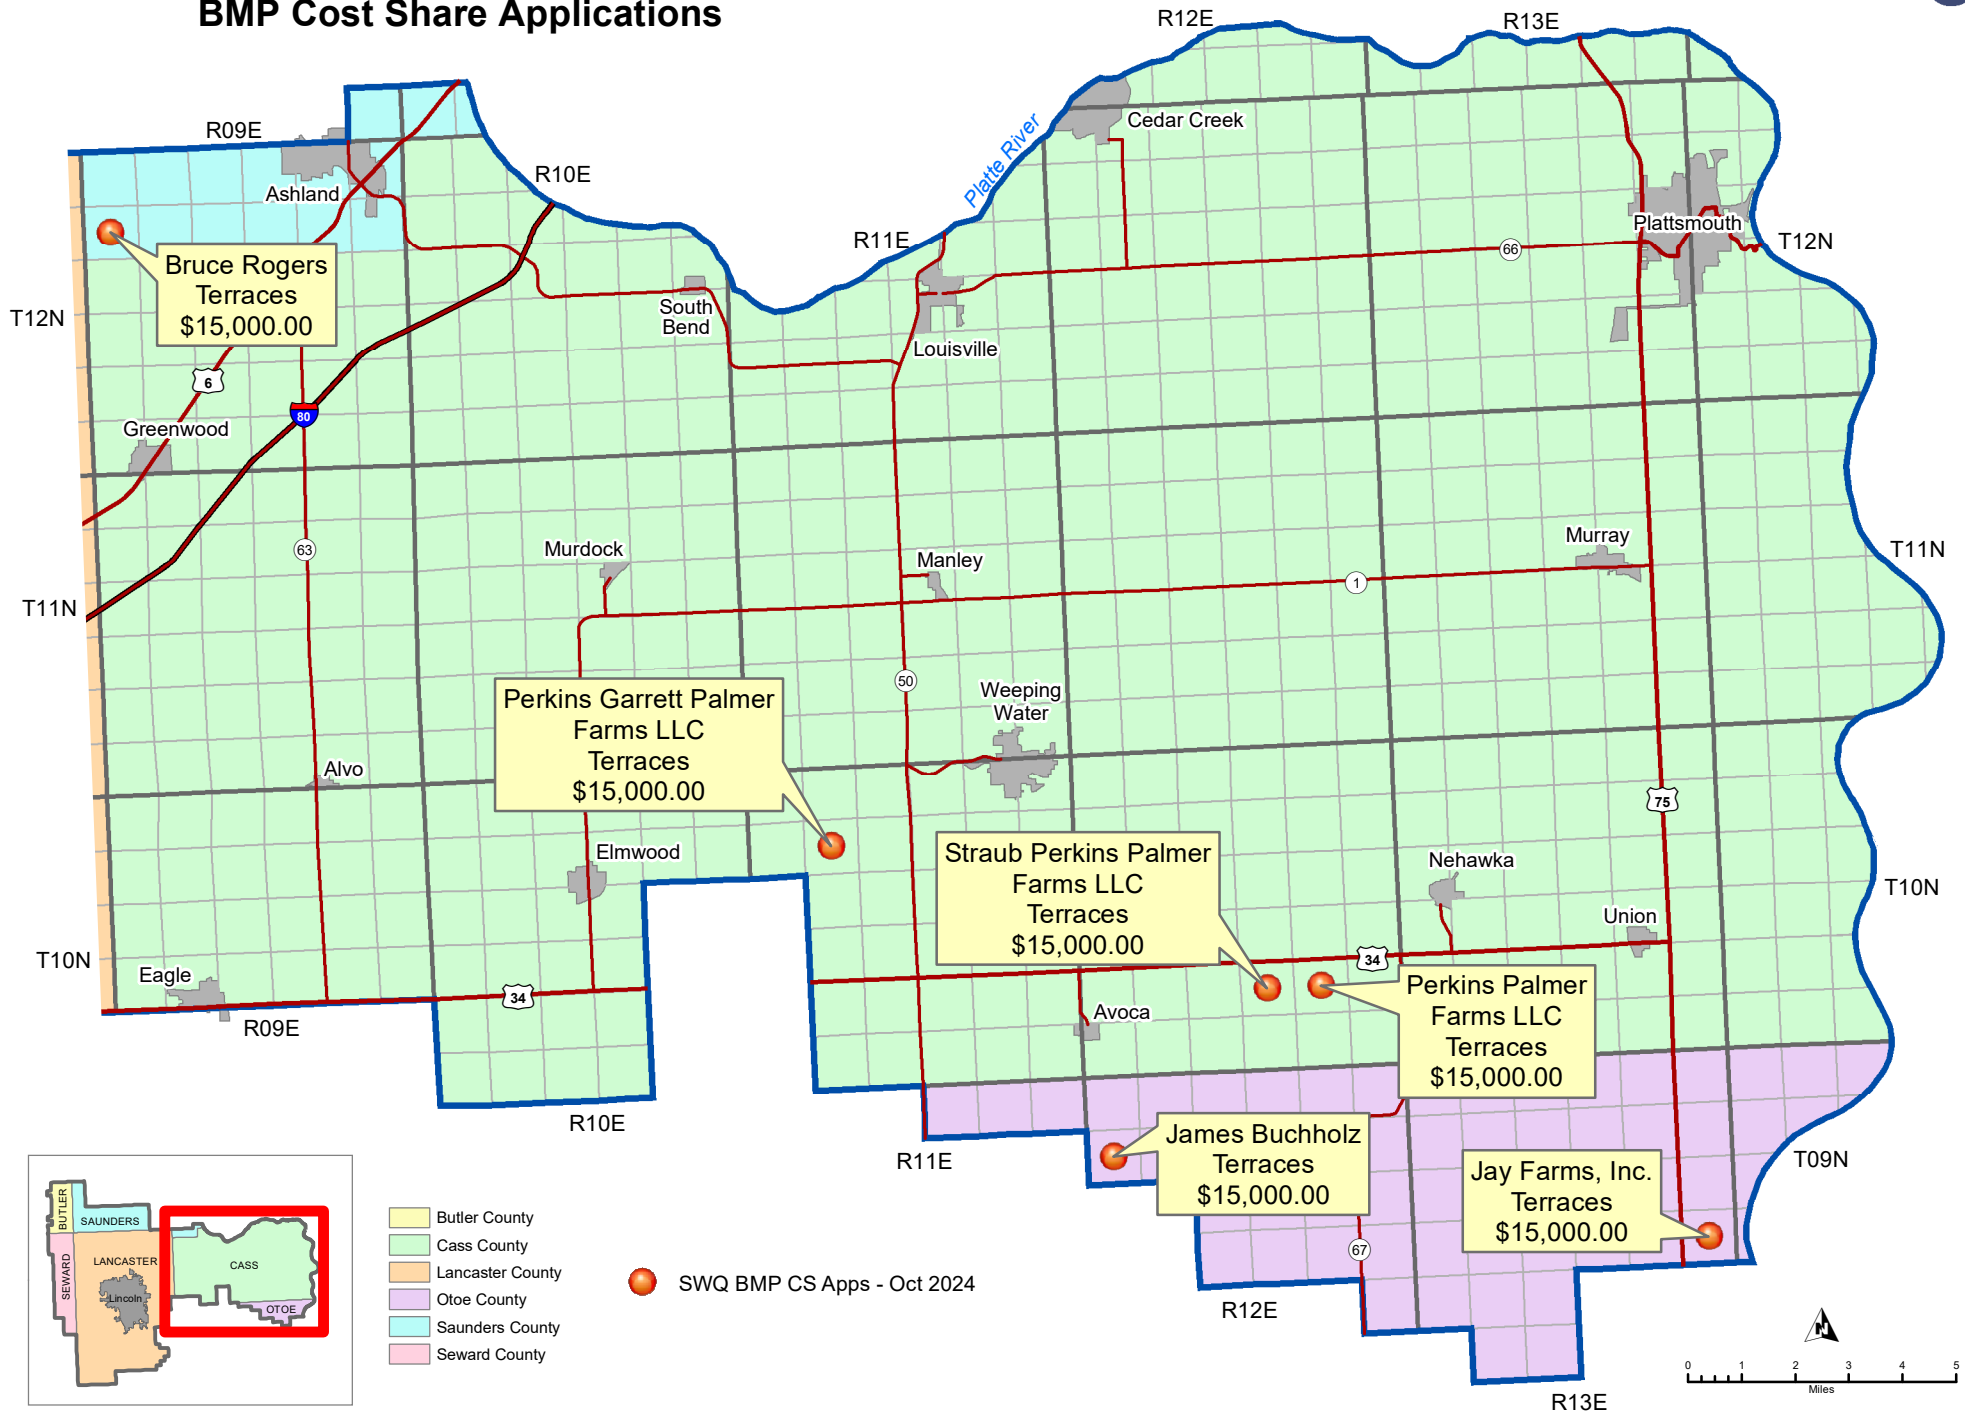 BMP Cost Share Applications
R12E
R13E
R09E
Cedar Creek
Platte River
R10E
Ashland
Plattsmouth
R11E
T12N
66
Bruce Rogers
Terraces
$15,000.00
South
Bend
T12N
Louisville
6
80
Greenwood
63
Murdock
Manley
Murray
T11N
1
T11N
50
Weeping
Water
Perkins Garrett Palmer
Farms LLC
Terraces
$15,000.00
Alvo
75
Elmwood
Straub Perkins Palmer
Farms LLC
Terraces
$15,000.00
Nehawka
T10N
Union
T10N
Eagle
34
34
Perkins Palmer
Farms LLC
Terraces
$15,000.00
Avoca
R09E
R10E
R11E
James Buchholz
Terraces
$15,000.00
Jay Farms, Inc.
Terraces
$15,000.00
T09N
67
R12E
R13E
BUTLER
SAUNDERS
SEWARD
LANCASTER
Lincoln
CASS
OTOE
Butler County
Cass County
Lancaster County
Otoe County
Saunders County
Seward County
SWQ BMP CS Apps - Oct 2024
N
0 1 2 3 4 5
Miles